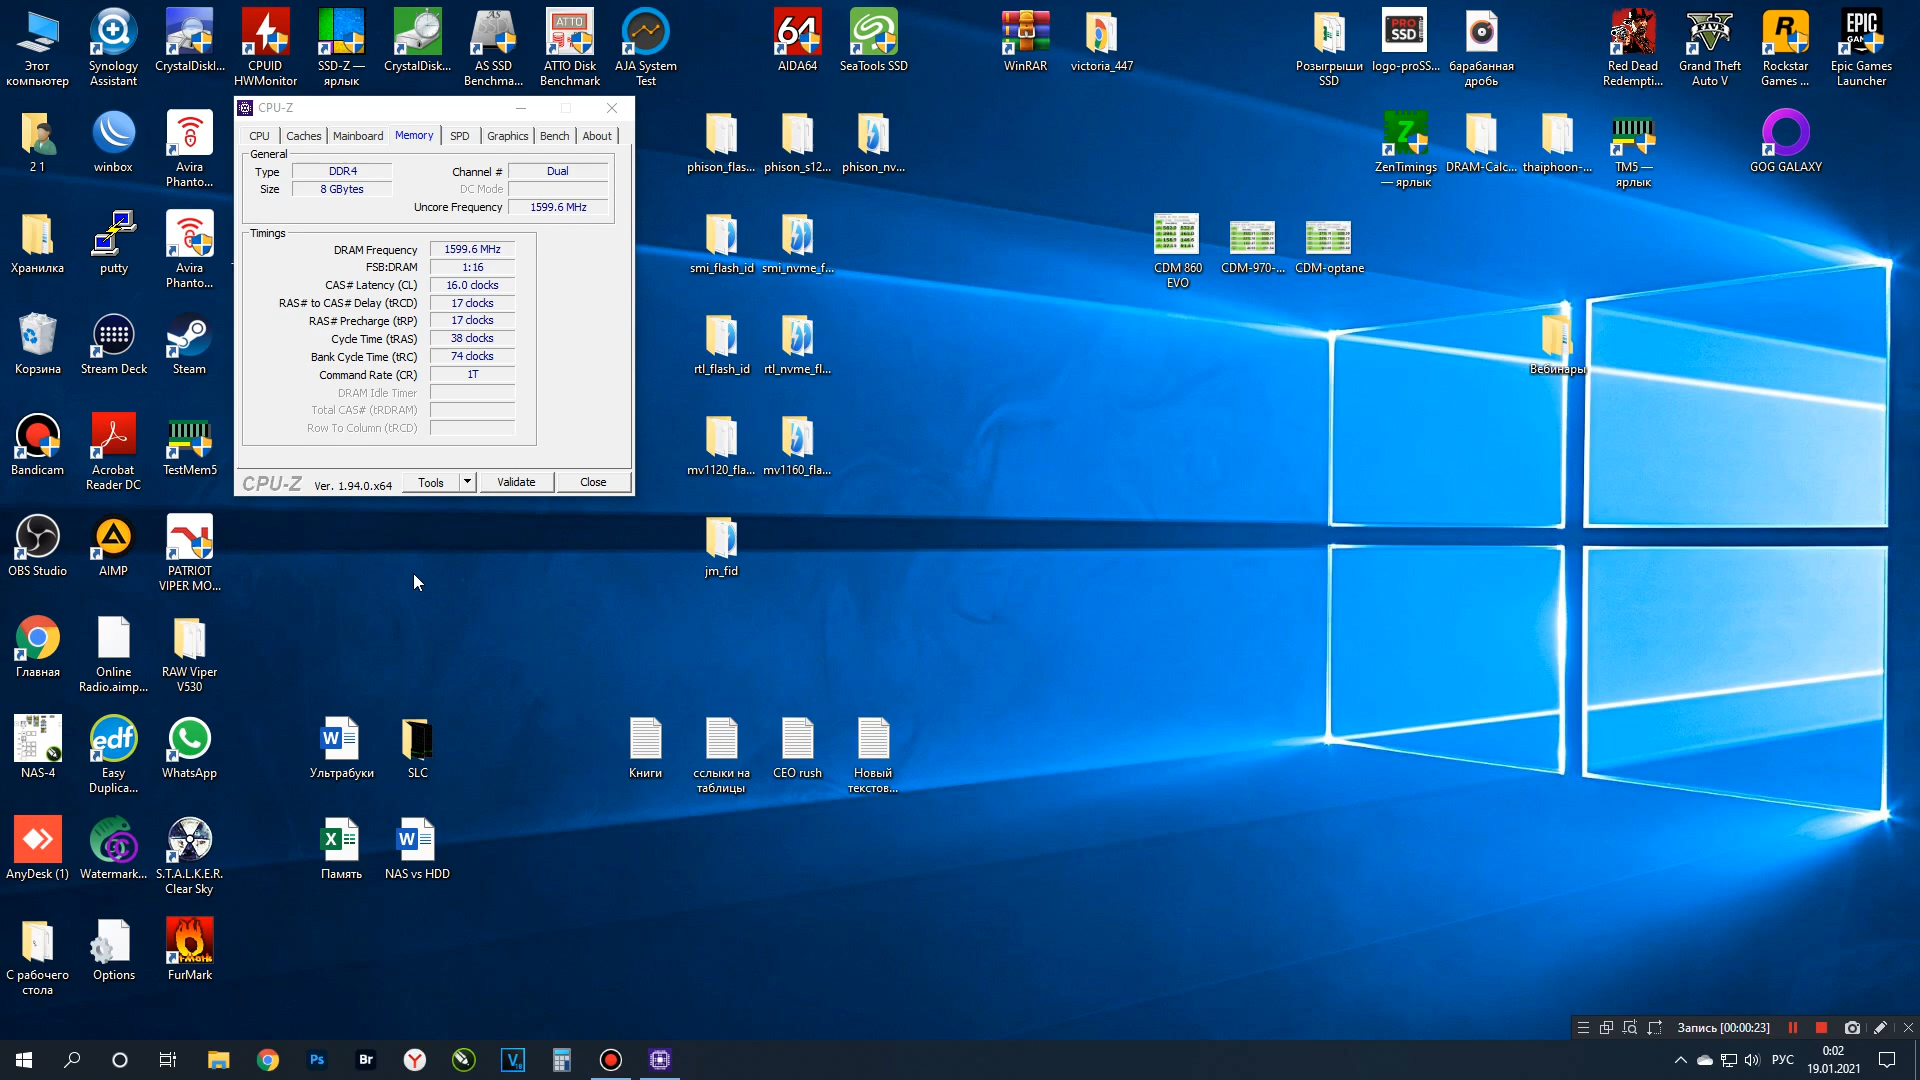 Этот
компьютер
Synology
Assistant
CrystalDiskI...
CPUID
HWMonitor
SSD-Z —
ярлык
CrystalDisk...
AS SSD
Benchma...
ATTO Disk
Benchmark
AJA System
Test
AIDA64
SeaTools SSD
WinRAR
victoria_447
Розыгрыши
SSD
logo-proSS...
барабанная
дробь
Red Dead
Redempti...
Grand Theft
Auto V
Rockstar
Games ...
Epic Games
Launcher
CPU-Z
CPU
Caches
Mainboard
Memory
SPD
Graphics
Bench
About
General
Type DDR4
Channel # Dual
Size 8 GBytes
DC Mode
Uncore Frequency 1599.6 MHz
Timings
DRAM Frequency 1599.6 MHz
FSB:DRAM 1:16
CAS# Latency (CL) 16.0 clocks
RAS# to CAS# Delay (tRCD) 17 clocks
RAS# Precharge (tRP) 17 clocks
Cycle Time (tRAS) 38 clocks
Bank Cycle Time (tRC) 74 clocks
Command Rate (CR) 1T
DRAM Idle Timer
Total CAS# (tRDRAM)
Row To Column (tRCD)
CPU-Z Ver. 1.94.0.x64 Tools Validate Close
2 1
winbox
Avira
Phanto...
phison_flas...
phison_s12...
phison_nv...
ZenTimings
— ярлык
DRAM-Calc...
thaiphoon-...
TM5 —
ярлык
GOG GALAXY
Хранилка
putty
Avira
Phanto...
smi_flash_id
smi_nvme_f...
CDM 860
EVO
CDM-970-...
CDM-optane
Корзина
Stream Deck
Steam
rtl_flash_id
rtl_nvme_fl...
Вебинары
Bandicam
Acrobat
Reader DC
TestMem5
mv1120_fla...
mv1160_fla...
OBS Studio
AIMP
PATRIOT
VIPER MO...
jm_fid
Главная
Online
Radio.aimp...
RAW Viper
V530
NAS-4
Easy
Duplica...
WhatsApp
Ультрабуки
SLC
Книги
сслыки на
таблицы
CEO rush
Новый
текстов...
AnyDesk (1)
Watermark...
S.T.A.L.K.E.R.
Clear Sky
Память
NAS vs HDD
С рабочего
стола
Options
FurMark
Запись [00:00:23]
РУС
0:02
19.01.2021